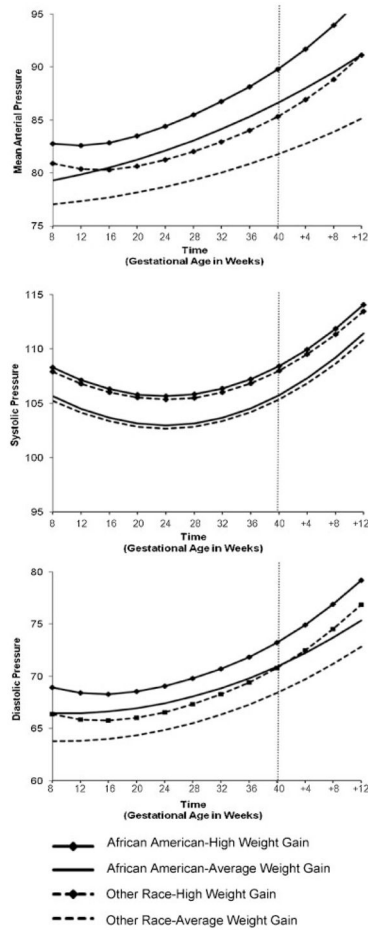 95
90
85
80
75
Mean Arterial Pressure
8 12 16 20 24 28 32 36 40 +4 +8 +12
Time
(Gestational Age in Weeks)
115
110
105
100
95
Systolic Pressure
8 12 16 20 24 28 32 36 40 +4 +8 +12
Time
(Gestational Age in Weeks)
80
75
70
65
60
Diastolic Pressure
8 12 16 20 24 28 32 36 40 +4 +8 +12
Time
(Gestational Age in Weeks)
African American-High Weight Gain
African American-Average Weight Gain
Other Race-High Weight Gain
Other Race-Average Weight Gain